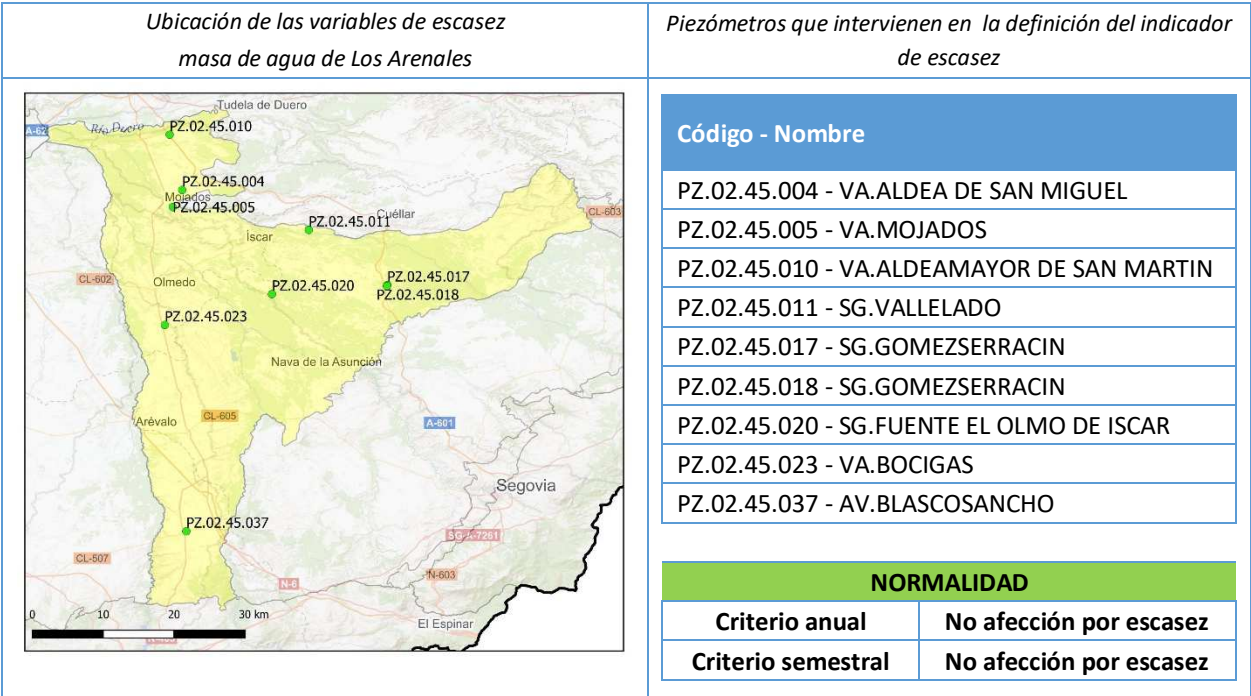 Ubicación de las variables de escasez
masa de agua de Los Arenales
Piezómetros que intervienen en la definición del indicador
de escasez
Tudela de Duero
A-62
Río Duero
PZ.02.45.010
PZ.02.45.004
Mojados
PZ.02.45.005
Cuéllar
CL-603
PZ.02.45.011
Íscar
CL-602
Olmedo
PZ.02.45.017
PZ.02.45.020
PZ.02.45.018
PZ.02.45.023
Nava de la Asunción
Arévalo
CL-605
A-601
Segovia
PZ.02.45.037
CL-507
N-6
N-603
El Espinar
0 10 20 30 km
Código - Nombre
PZ.02.45.004 - VA.ALDEA DE SAN MIGUEL
PZ.02.45.005 - VA.MOJADOS
PZ.02.45.010 - VA.ALDEAMAYOR DE SAN MARTIN
PZ.02.45.011 - SG.VALLELADO
PZ.02.45.017 - SG.GOMEZSERRACIN
PZ.02.45.018 - SG.GOMEZSERRACIN
PZ.02.45.020 - SG.FUENTE EL OLMO DE ISCAR
PZ.02.45.023 - VA.BOCIGAS
PZ.02.45.037 - AV.BLASCOSANCHO
NORMALIDAD
Criterio anual No afección por escasez
Criterio semestral No afección por escasez